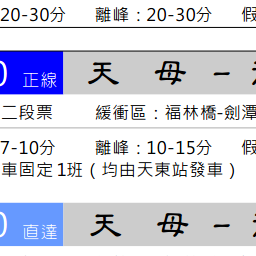 20-30分 離峰：20-30分 假
0 正線 天 母 －
二段票 緩衝區：福林橋-劍潭
7-10分 離峰：10-15分 假
車固定1班（均由天東站發車）
0 直達 天 母 －